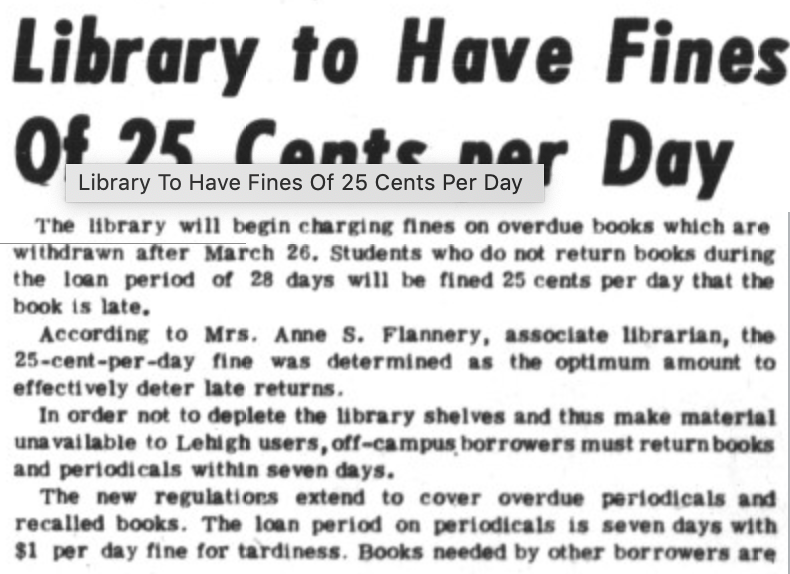 Library to Have Fines
Of 25 Cents per Day
Library To Have Fines Of 25 Cents Per Day
The library will begin charging fines on overdue books which are
withdrawn after March 26. Students who do not return books during
the loan period of 28 days will be fined 25 cents per day that the
book is late.
According to Mrs. Anne S. Flannery, associate librarian, the
25-cent-per-day fine was determined as the optimum amount to
effectively deter late returns.
In order not to deplete the library shelves and thus make material
unavailable to Lehigh users, off-campus borrowers must return books
and periodicals within seven days.
The new regulations extend to cover overdue periodicals and
recalled books. The loan period on periodicals is seven days with
$1 per day fine for tardiness. Books needed by other borrowers are